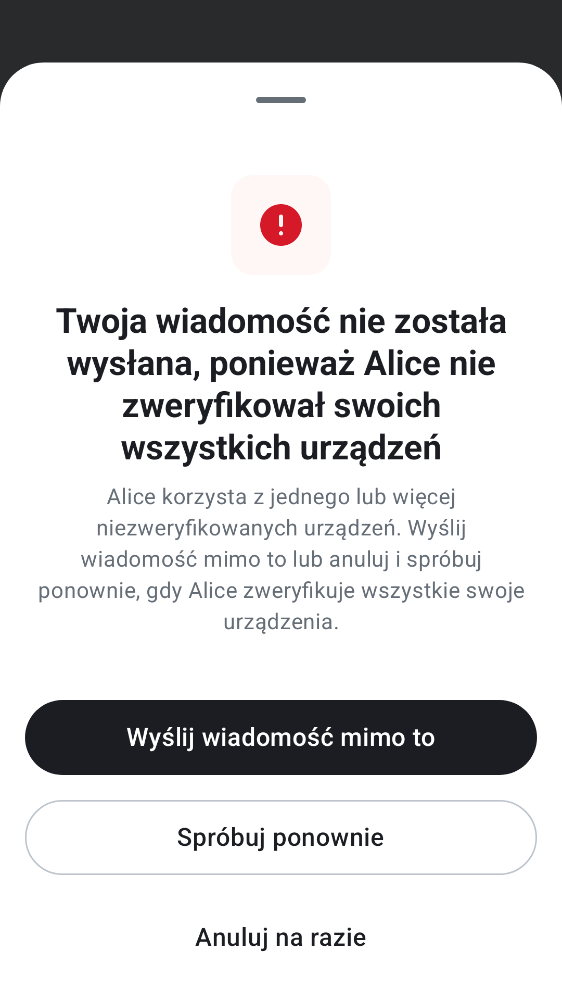 Twoja wiadomość nie została
wysłana, ponieważ Alice nie
zweryfikował swoich
wszystkich urządzeń
Alice korzysta z jednego lub więcej
niezweryfikowanych urządzeń. Wyślij
wiadomość mimo to lub anuluj i spróbuj
ponownie, gdy Alice zweryfikuje wszystkie swoje
urządzenia.
Wyślij wiadomość mimo to
Spróbuj ponownie
Anuluj na razie